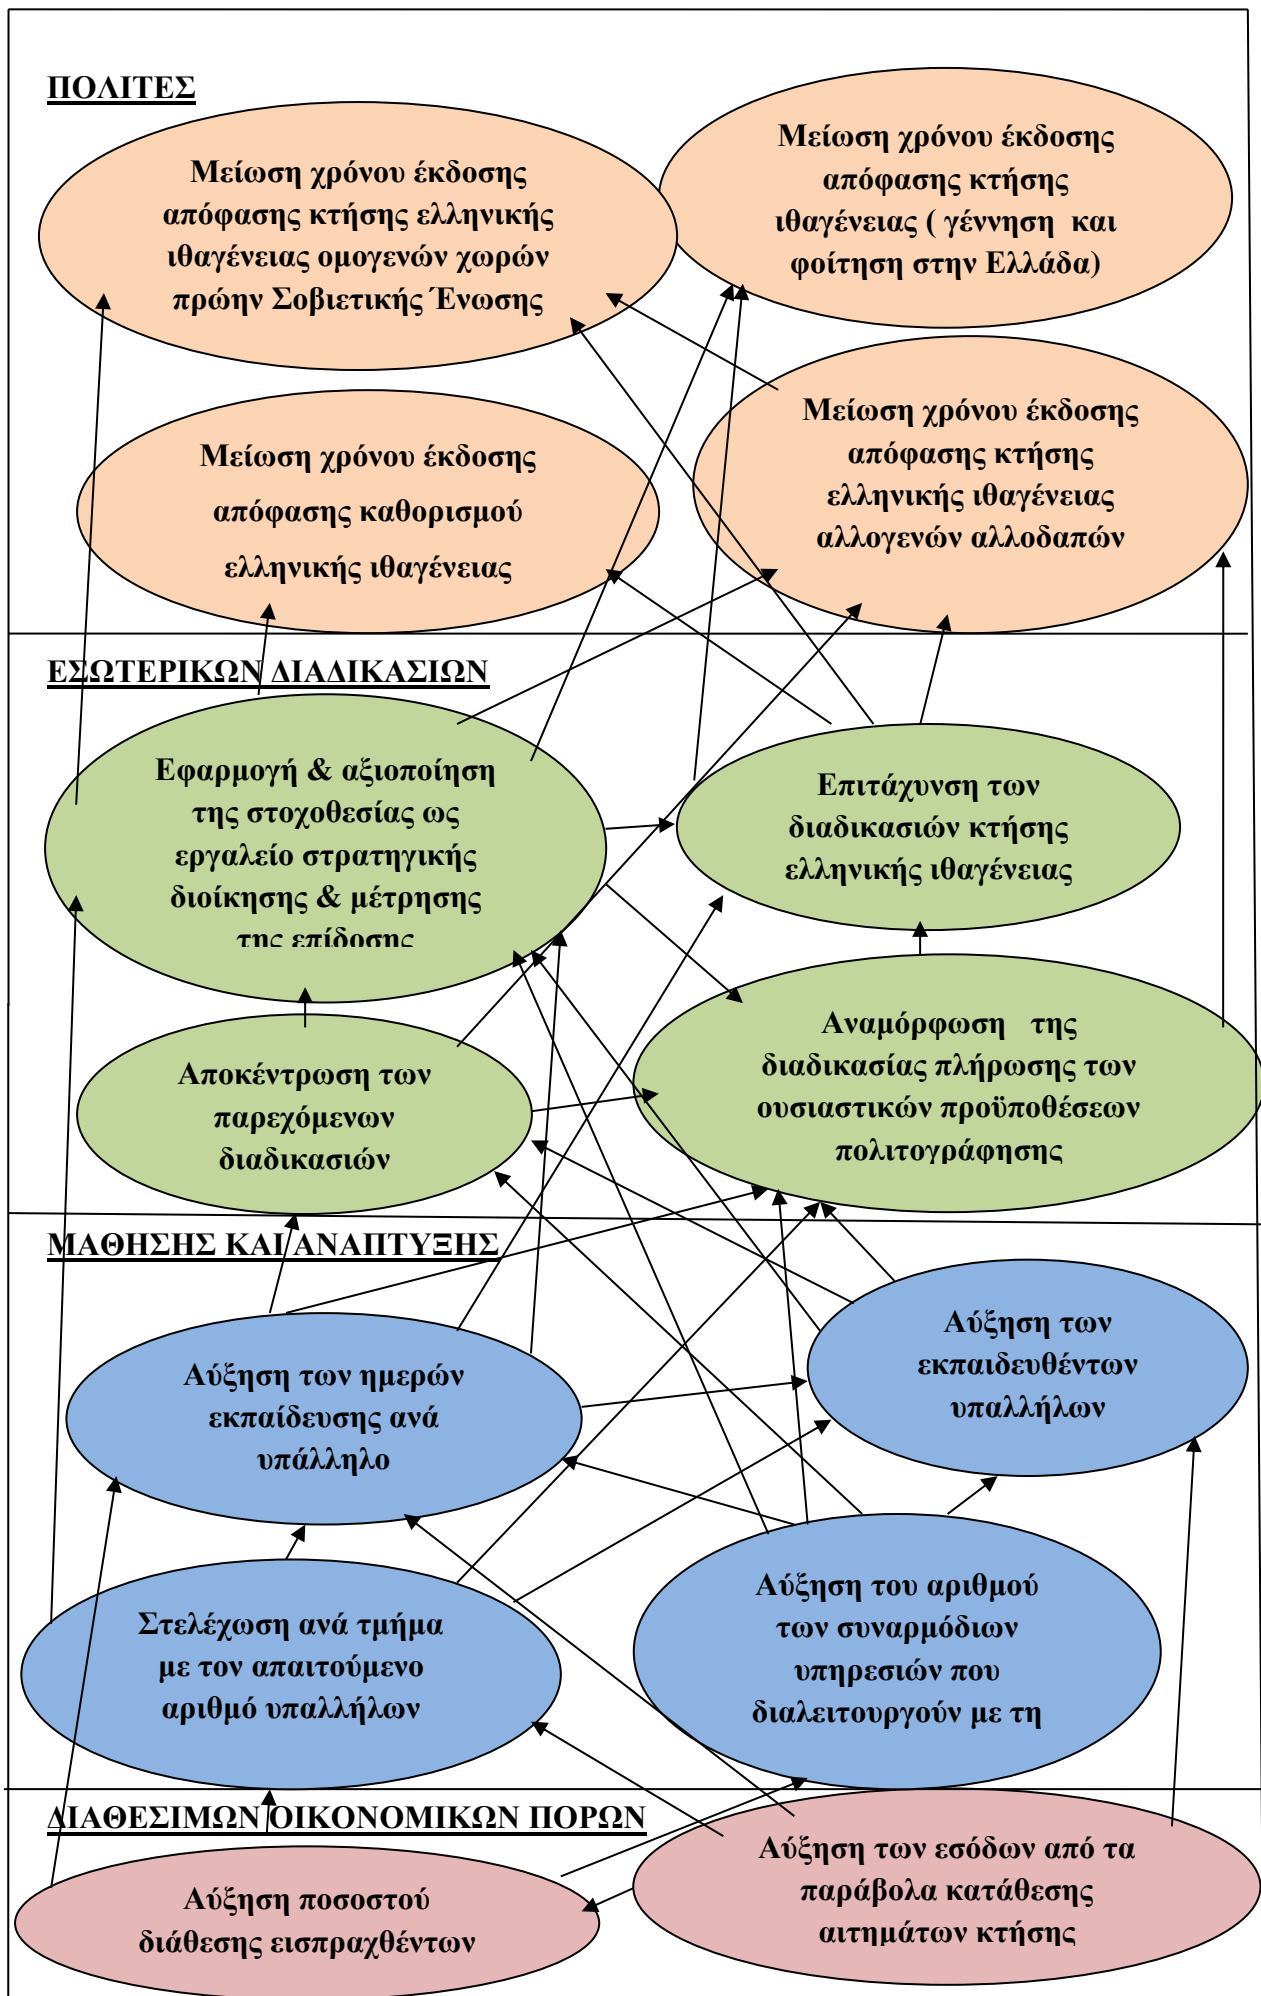 ΠΟΛΙΤΕΣ
Μείωση χρόνου έκδοσης
απόφασης κτήσης ελληνικής
ιθαγένειας ομογενών χωρών
πρώην Σοβιετικής Ένωσης
Μείωση χρόνου έκδοσης
απόφασης κτήσης
ιθαγένειας ( γέννηση και
φοίτηση στην Ελλάδα)
Μείωση χρόνου έκδοσης
απόφασης καθορισμού
ελληνικής ιθαγένειας
Μείωση χρόνου έκδοσης
απόφασης κτήσης
ελληνικής ιθαγένειας
αλλογενών αλλοδαπών
ΕΣΩΤΕΡΙΚΩΝ ΔΙΑΔΙΚΑΣΙΩΝ
Εφαρμογή & αξιοποίηση
της στοχοθεσίας ως
εργαλείο στρατηγικής
διοίκησης & μέτρησης
της επίδοσης
Επιτάχυνση των
διαδικασιών κτήσης
ελληνικής ιθαγένειας
Αποκέντρωση των
παρεχόμενων
διαδικασιών
Αναμόρφωση της
διαδικασίας πλήρωσης των
ουσιαστικών προϋποθέσεων
πολιτογράφησης
ΜΑΘΗΣΗΣ ΚΑΙ ΑΝΑΠΤΥΞΗΣ
Αύξηση των ημερών
εκπαίδευσης ανά
υπάλληλο
Αύξηση των
εκπαιδευθέντων
υπαλλήλων
Στελέχωση ανά τμήμα
με τον απαιτούμενο
αριθμό υπαλλήλων
Αύξηση του αριθμού
των συναρμόδιων
υπηρεσιών που
διαλειτουργούν με τη
ΔΙΑΘΕΣΙΜΩΝ ΟΙΚΟΝΟΜΙΚΩΝ ΠΟΡΩΝ
Αύξηση ποσοστού
διάθεσης εισπραχθέντων
Αύξηση των εσόδων από τα
παράβολα κατάθεσης
αιτημάτων κτήσης